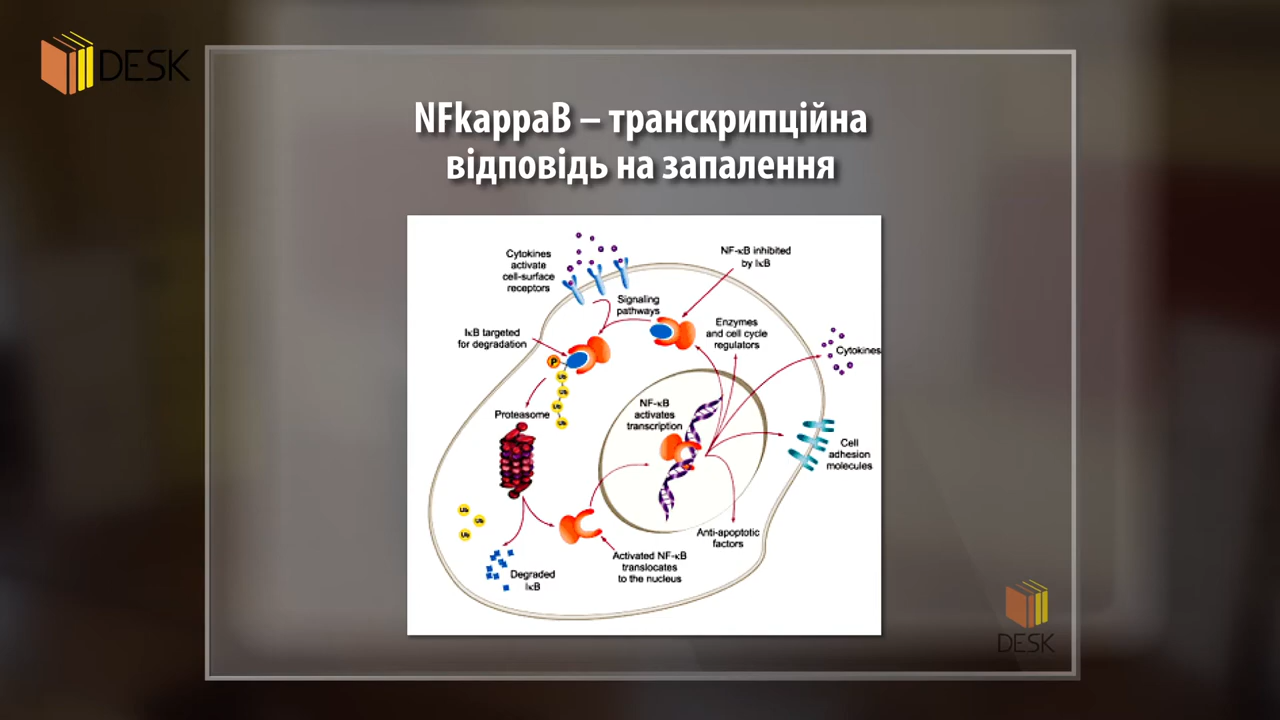 DESK
NFkappaB – транскрипційна
відповідь на запалення
Cytokines
activate
cell-surface
receptors
NF-κB inhibited
by IκB
Signaling
pathways
Enzymes
and cell cycle
regulators
IκB targeted
for degradation
Cytokines
P
Ub
Ub
Ub
Ub
NF-κB
activates
transcription
Proteasome
Cell
adhesion
molecules
Ub
Ub
Ub
Anti-apoptotic
factors
Activated NF-κB
translocates
to the nucleus
Degraded
IκB
DESK